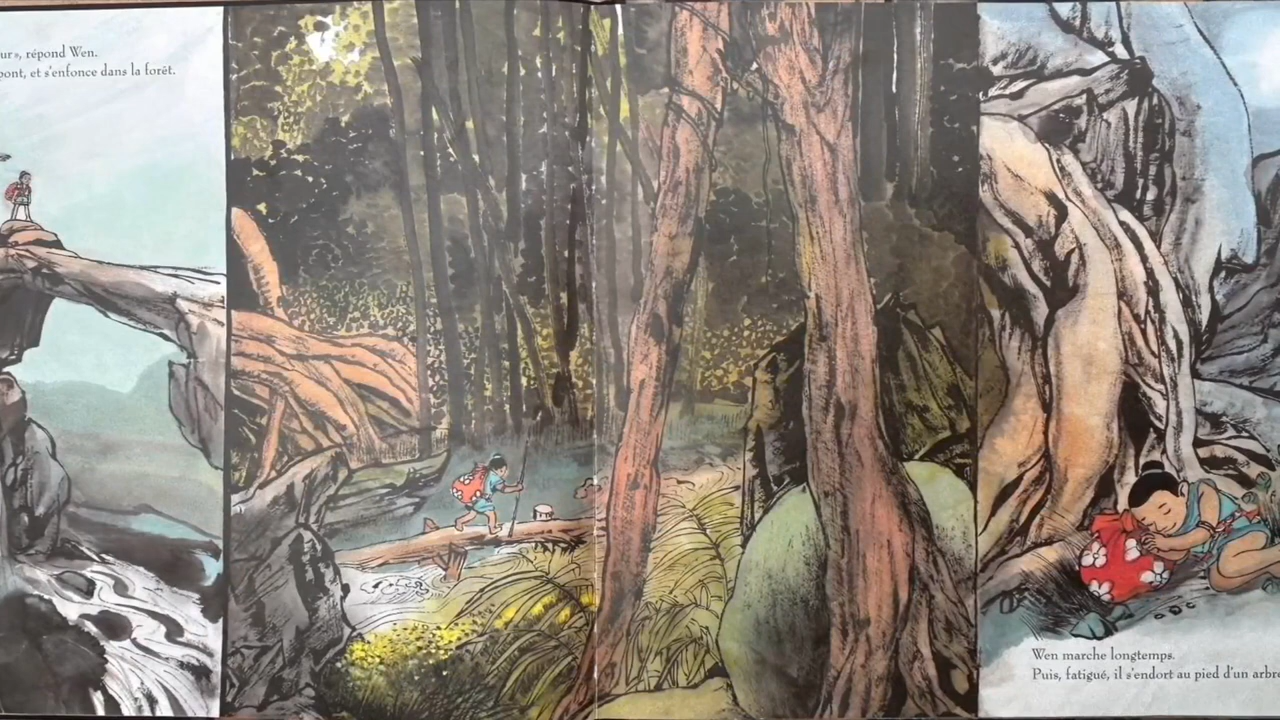 ur», répond Wen.
pont, et s'enfonce dans la forêt.
Wen marche longtemps.
Puis, fatigué, il s'endort au pied d'un arbre